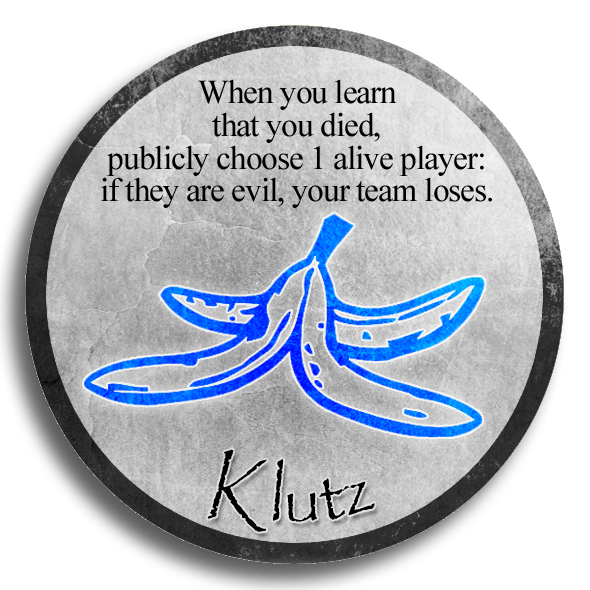 When you learn
that you died,
publicly choose 1 alive player:
if they are evil, your team loses.
Klutz